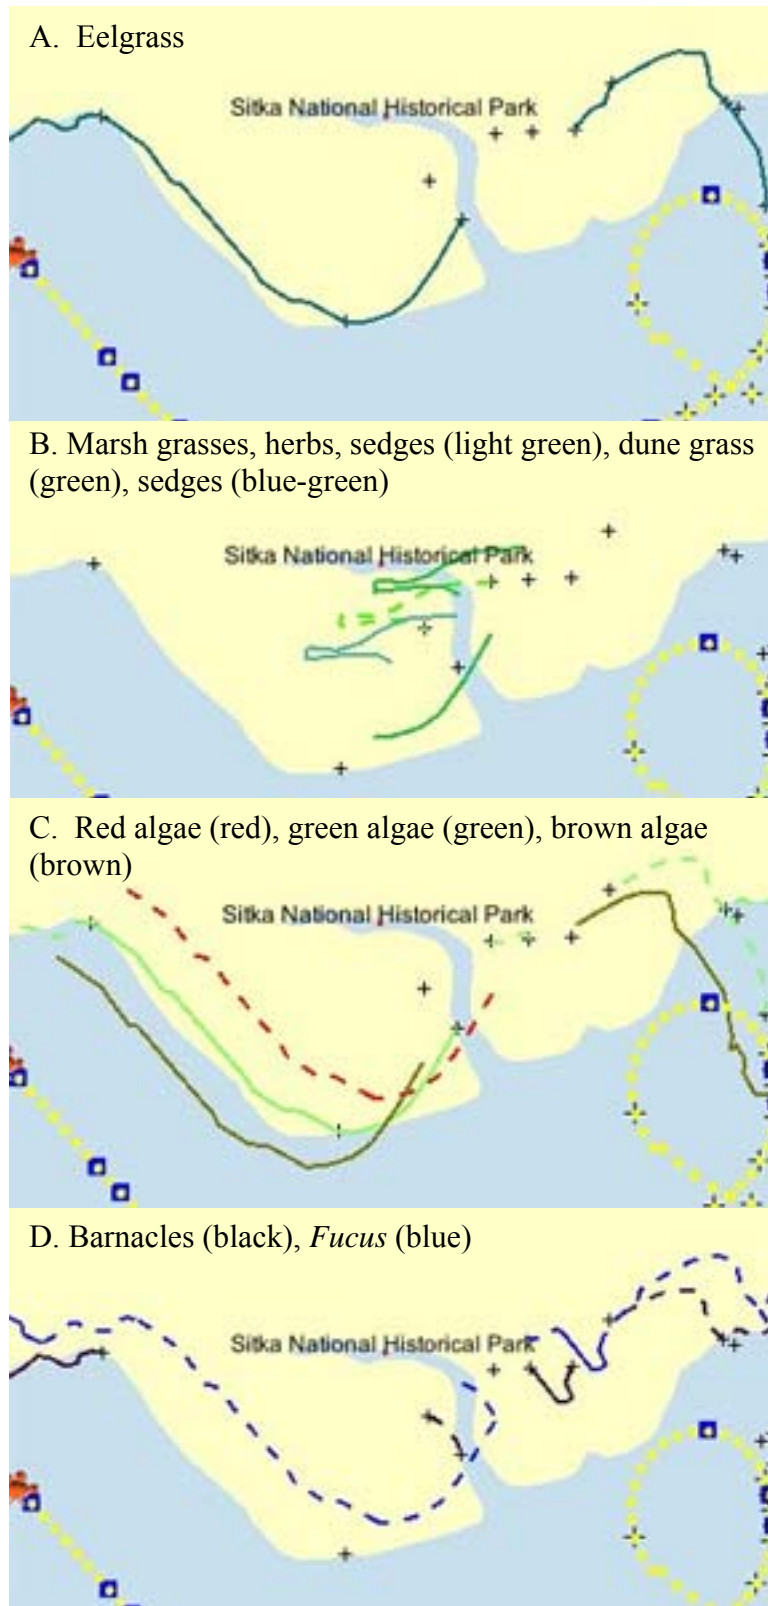 A. Eelgrass
Sitka National Historical Park
B. Marsh grasses, herbs, sedges (light green), dune grass
(green), sedges (blue-green)
Sitka National Historical Park
C. Red algae (red), green algae (green), brown algae
(brown)
Sitka National Historical Park
D. Barnacles (black), Fucus (blue)
Sitka National Historical Park